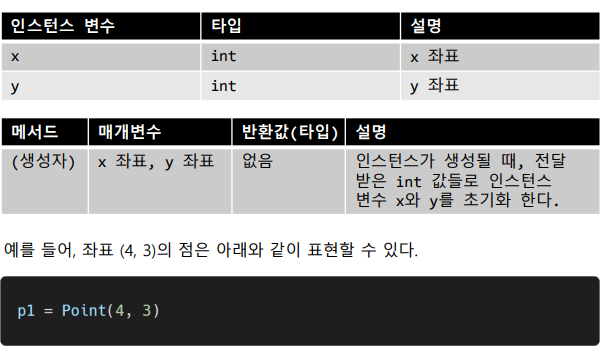 인스턴스 변수 타입 설명
x int x 좌표
y int y 좌표
메서드 매개변수 반환값(타입) 설명
(생성자) x 좌표, y 좌표 없음 인스턴스가 생성될 때, 전달
받은 int 값들로 인스턴스
변수 x와 y를 초기화 한다.
예를 들어, 좌표 (4, 3)의 점은 아래와 같이 표현할 수 있다.
p1 = Point(4, 3)